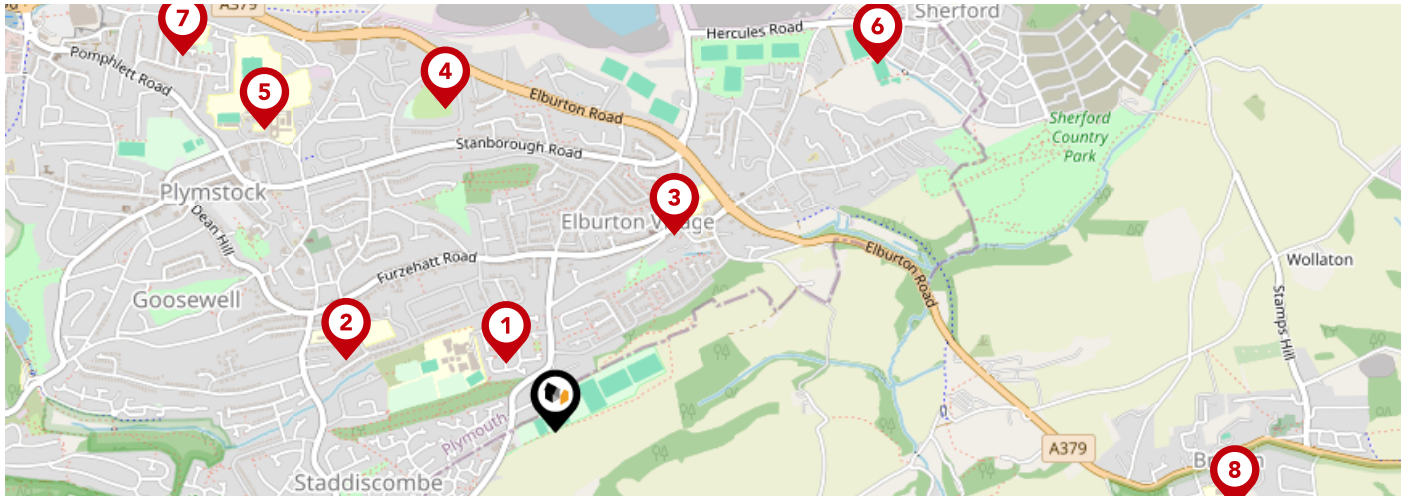 7
A379
Sherford
6
Hercules Road
Pomphlett Road
4
5
Elburton Road
Sherford
Country
Park
Stanborough Road
Plymstock
3
Elburton
Dean Hill
Furzehatt Road
Elburton Road
Wollaton
Goosewell
Stamps Hill
2
1
Plymouth
A379
8
Staddiscombe